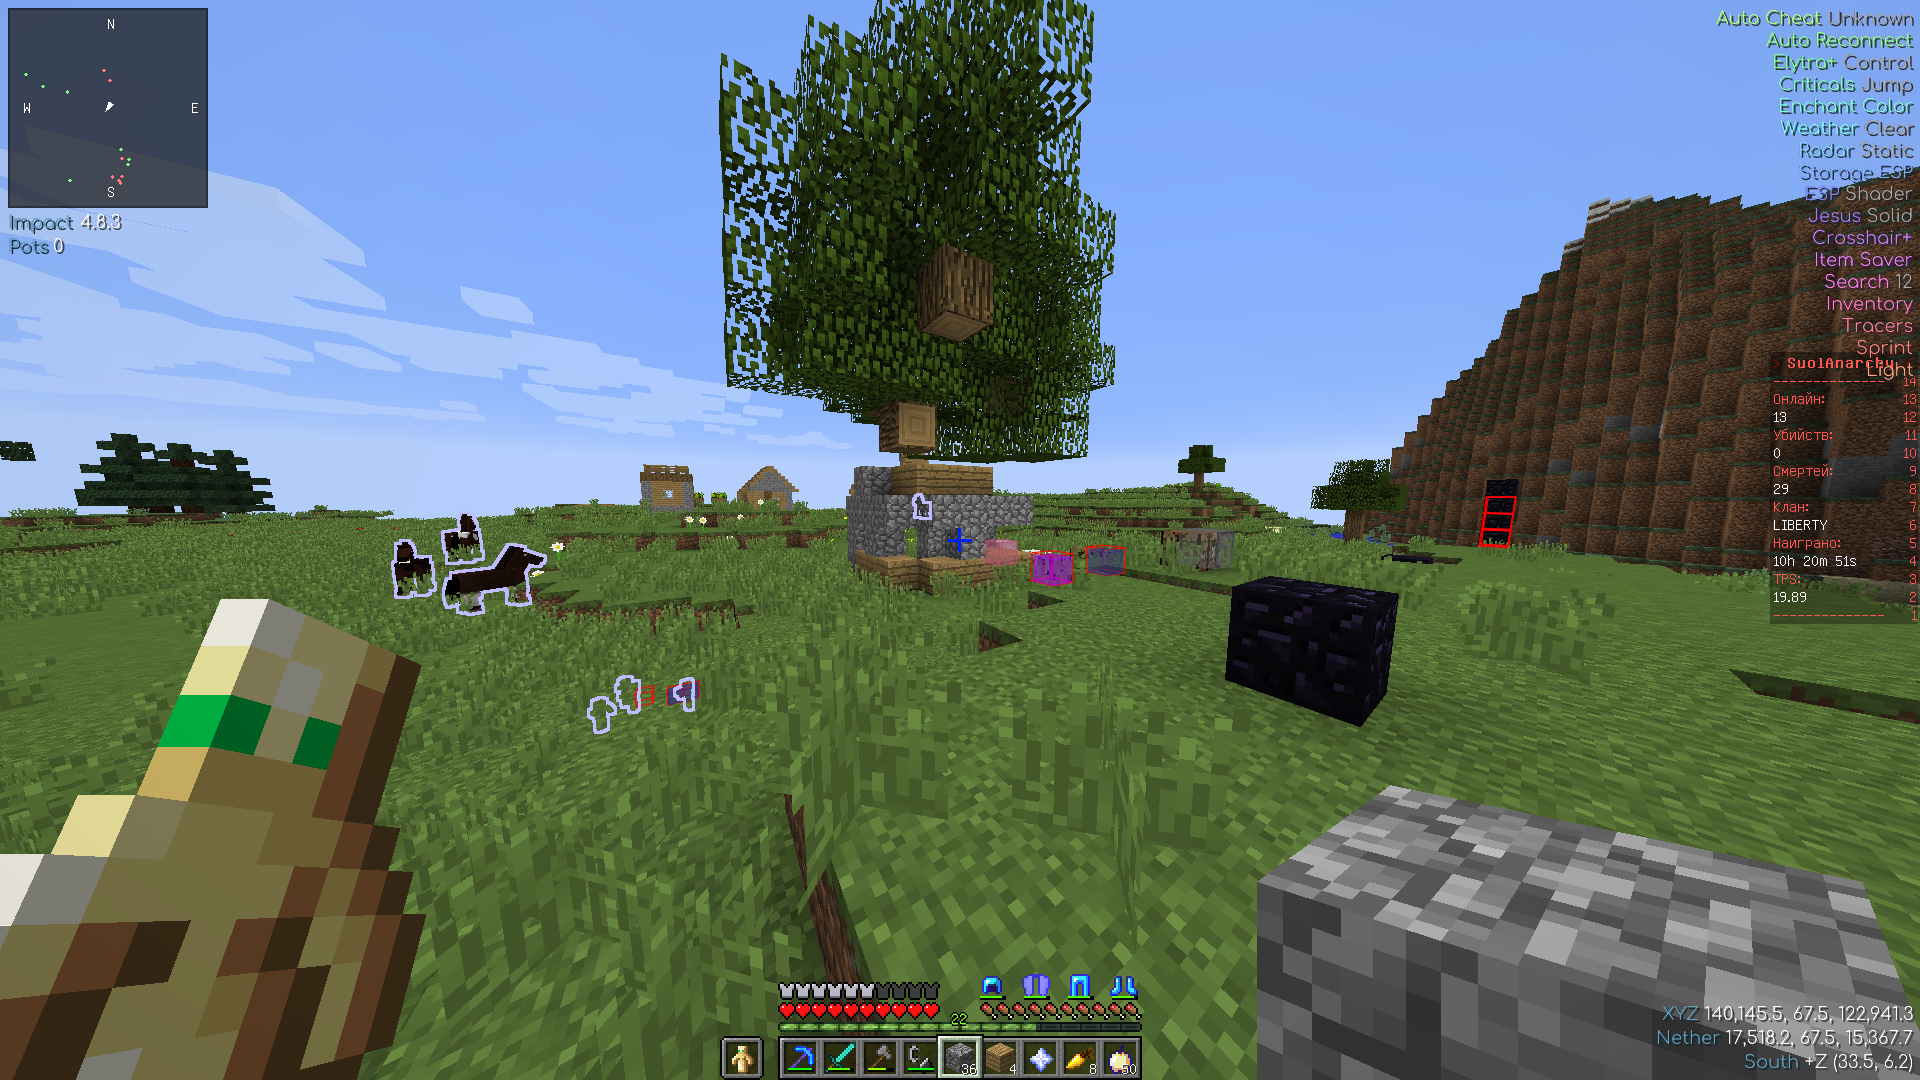 N
W
E
S
Impact 4.8.3
Pots 0
Auto Cheat Unknown
Auto Reconnect
Elytra+ Control
Criticals Jump
Enchant Color
Weather Clear
Radar Static
Storage ESP
ESP Shader
Jesus Solid
Crosshair+
Item Saver
Search 12
Inventory
Tracers
Sprint
Light
SuolAnarchy
-------------- 14
Онлайн: 13
13 12
Убийств: 11
0 10
Смертей: 9
29 8
Клан: 7
LIBERTY 6
Наиграно: 5
10h 20m 51s 4
TPS: 3
19.89 2
-------------- 1
22
36
4
8
50
XYZ 140,145.5, 67.5, 122,941.3
Nether 17,518.2, 67.5, 15,367.7
South +Z (33.5, 6.2)